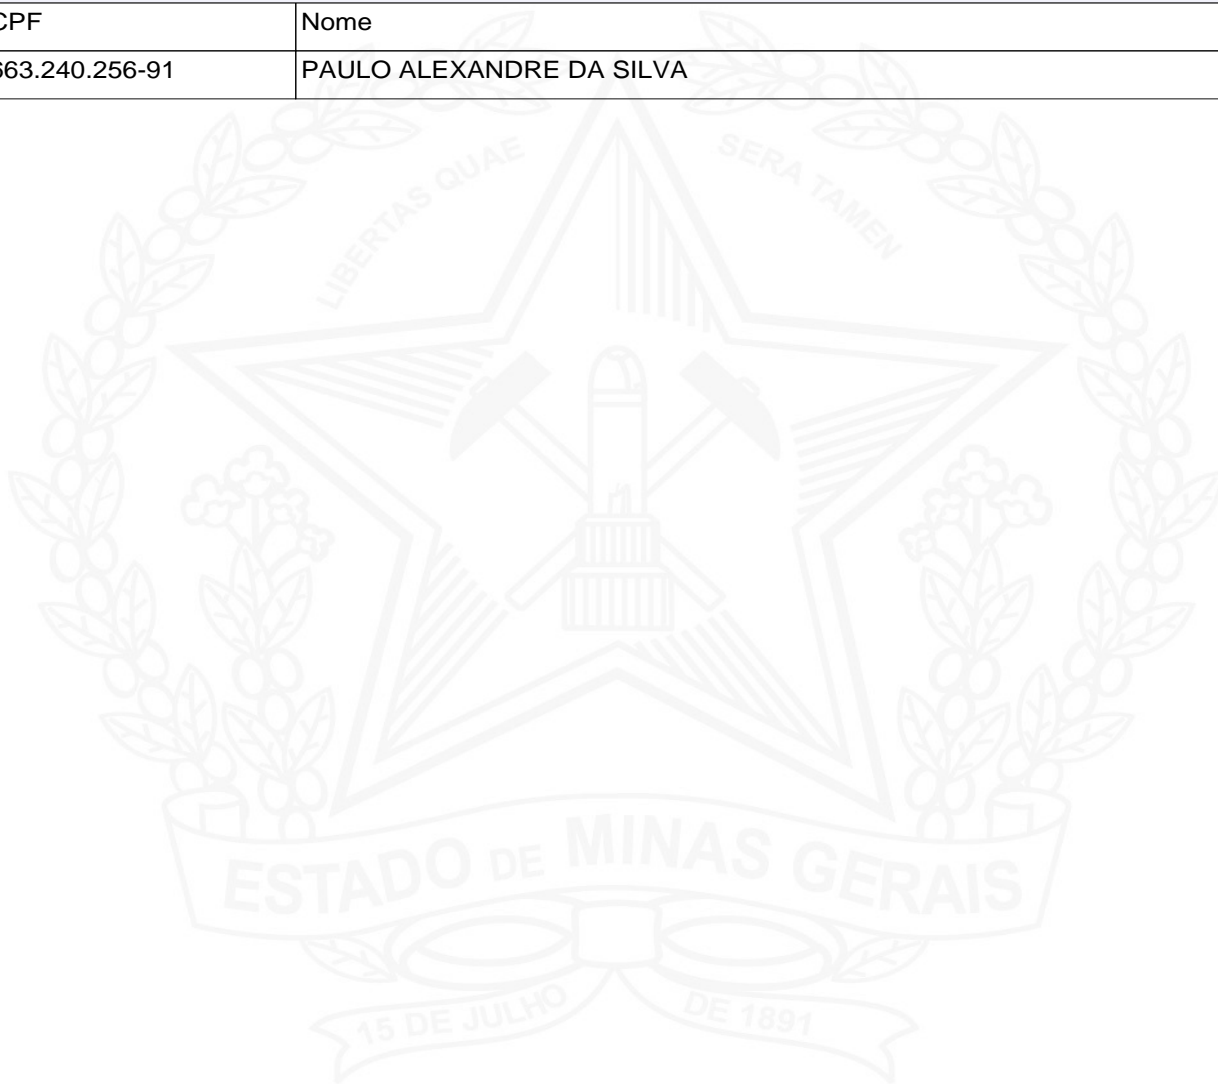 CPF Nome
663.240.256-91 PAULO ALEXANDRE DA SILVA
LIBERTAS QUAE SERA TAMEN
ESTADO DE MINAS GERAIS
15 DE JULHO DE 1891